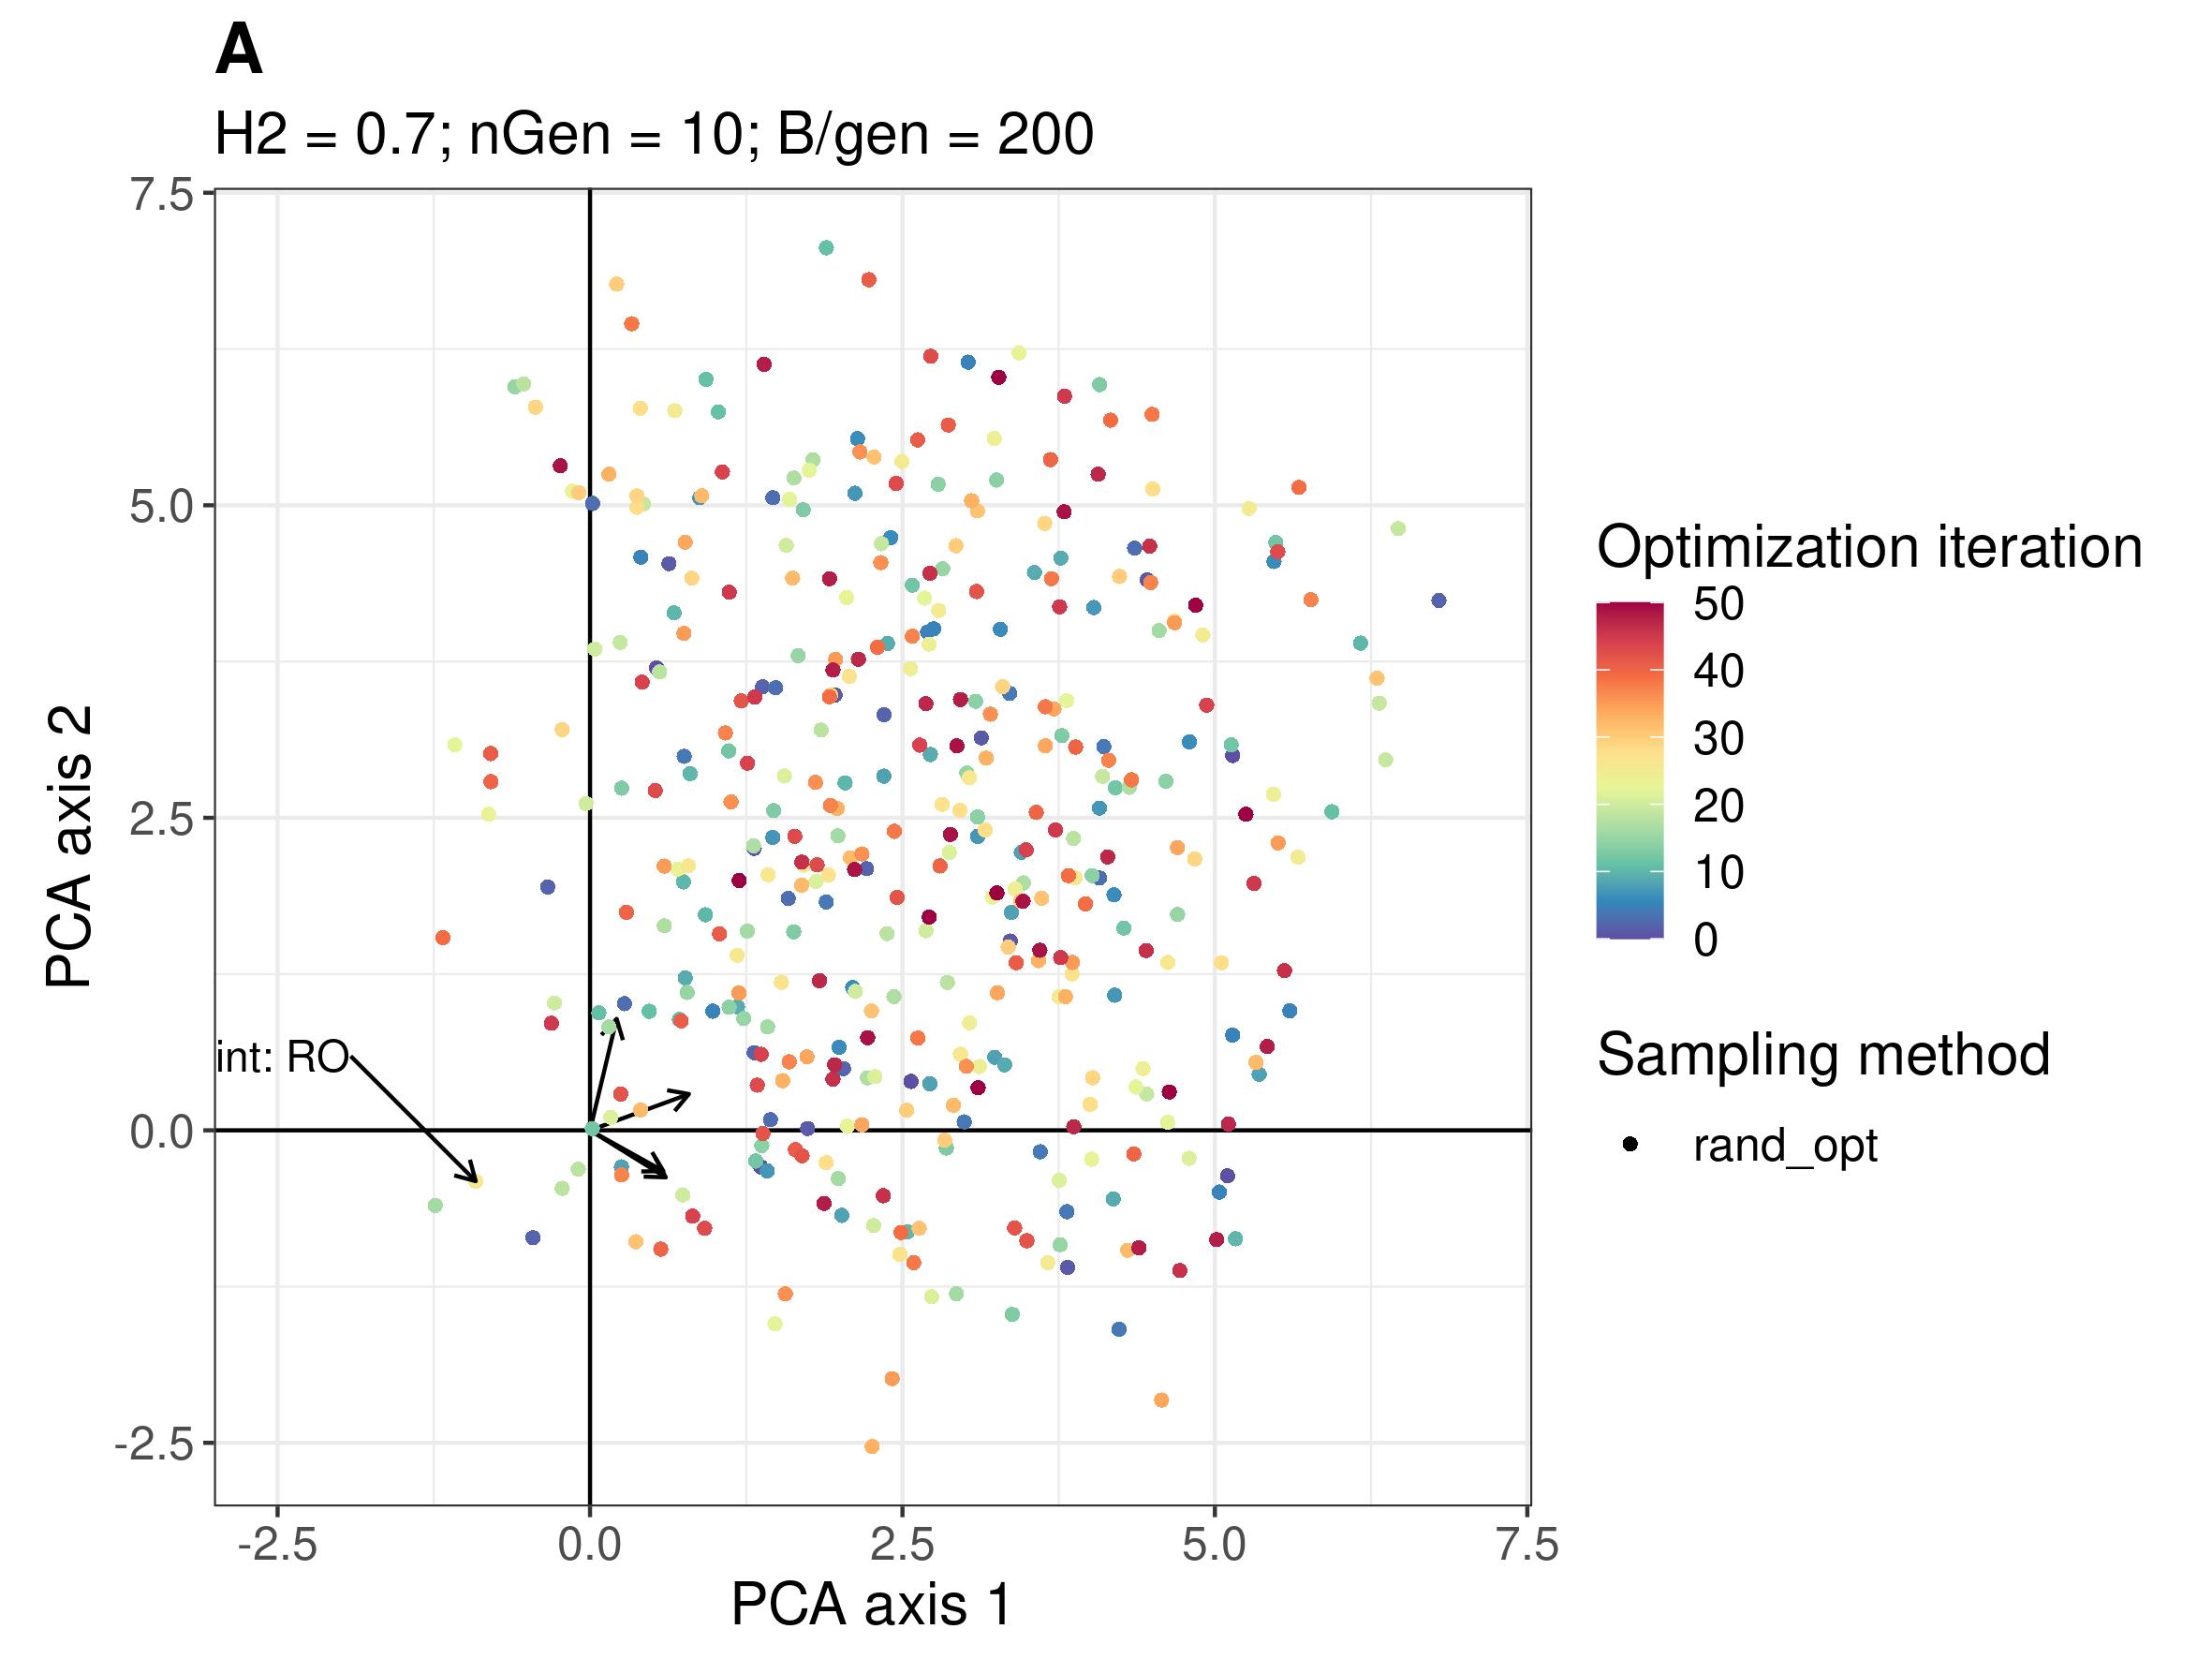 A
H2 = 0.7; nGen = 10; B/gen = 200
7.5
5.0
2.5
0.0
-2.5
PCA axis 2
int: RO
-2.5
0.0
2.5
5.0
7.5
PCA axis 1
Optimization iteration
50
40
30
20
10
0
Sampling method
rand_opt